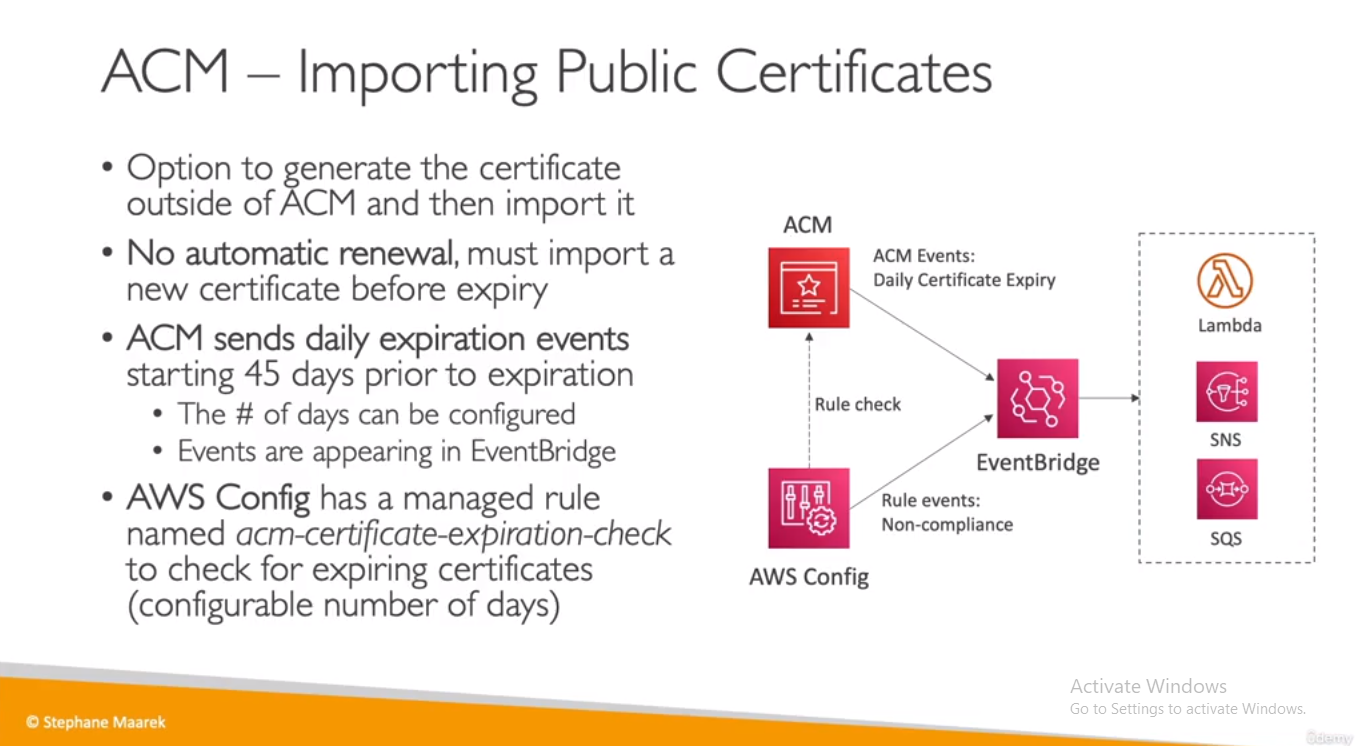 ACM – Importing Public Certificates
• Option to generate the certificate
outside of ACM and then import it
• No automatic renewal, must import a
new certificate before expiry
• ACM sends daily expiration events
starting 45 days prior to expiration
• The # of days can be configured
• Events are appearing in EventBridge
• AWS Config has a managed rule
named acm-certificate-expiration-check
to check for expiring certificates
(configurable number of days)
ACM
ACM Events:
Daily Certificate Expiry
Rule check
AWS Config
Rule events:
Non-compliance
EventBridge
Lambda
SNS
SQS
Activate Windows
Go to Settings to activate Windows.
© Stephane Maarek
ûdemy